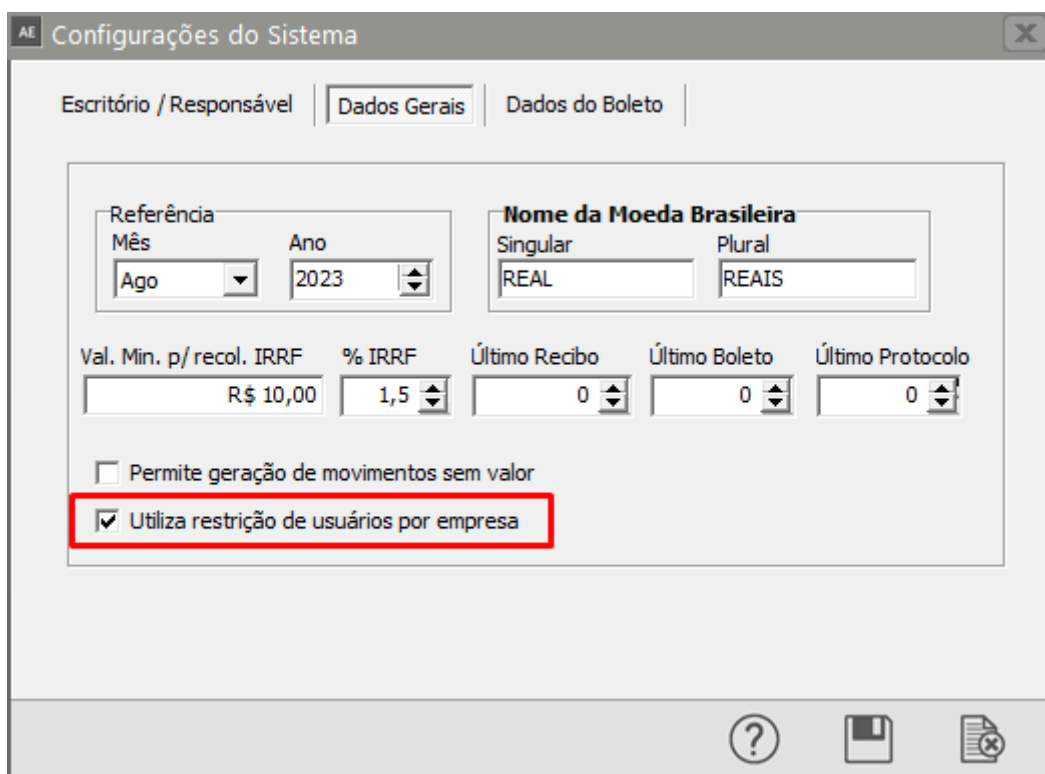 AE Configurações do Sistema
Escritório / Responsável Dados Gerais Dados do Boleto
Referência Nome da Moeda Brasileira
Mês Ano Singular Plural
Ago 2023 REAL REAIS
Val. Min. p/ recol. IRRF % IRRF Último Recibo Último Boleto Último Protocolo
R$ 10,00 1,5 0 0 0
Permite geração de movimentos sem valor
Utiliza restrição de usuários por empresa